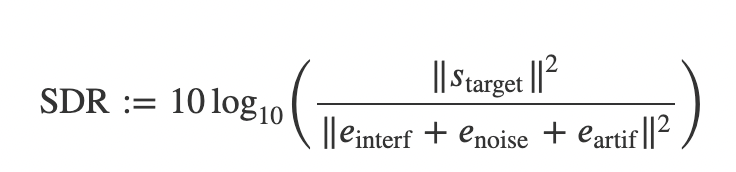 SDR := 10 log₁₀ ( ‖s_target‖² / ‖e_interf + e_noise + e_artif‖² )